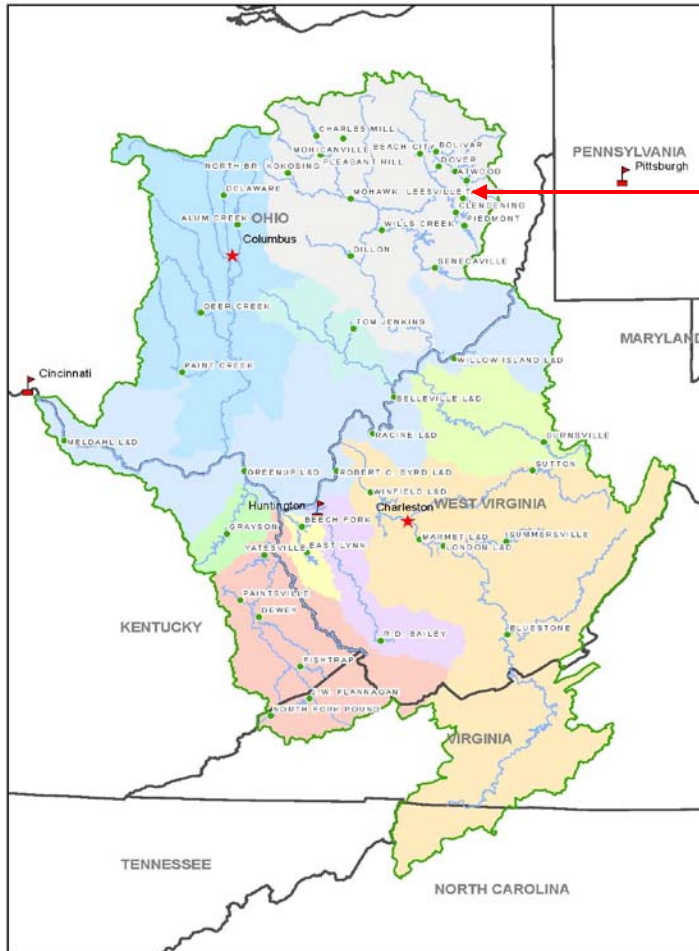 CHARLES MILL
MOHICANVILLE
BEACH CITY
BOLIVAR
PLEASANT HILL
DOVER
ATWOOD
NORTH BR. KOKOSING
DELAWARE
MOHAWK
LEESVILLE
CLENDENING
PIEDMONT
WILLS CREEK
ALUM CREEK
OHIO
Columbus
DILLON
SENECAVILLE
PENNSYLVANIA
Pittsburgh
DEER CREEK
TOM JENKINS
MARYLAND
PAINT CREEK
WILLOW ISLAND L&D
Cincinnati
BELLEVILLE L&D
MELDAHL L&D
RACINE L&D
BURNSVILLE
GREENUP L&D
ROBERT C. BYRD L&D
SUTTON
WINFIELD L&D
WEST VIRGINIA
Huntington
Charleston
BEECH FORK
GRAYSON
MARMET L&D
SUMMERSVILLE
LONDON L&D
YATESVILLE
EAST LYNN
PAINTSVILLE
DEWEY
KENTUCKY
R.D. BAILEY
BLUESTONE
FISHTRAP
J.W. FLANNAGAN
NORTH FORK POUND
VIRGINIA
TENNESSEE
NORTH CAROLINA